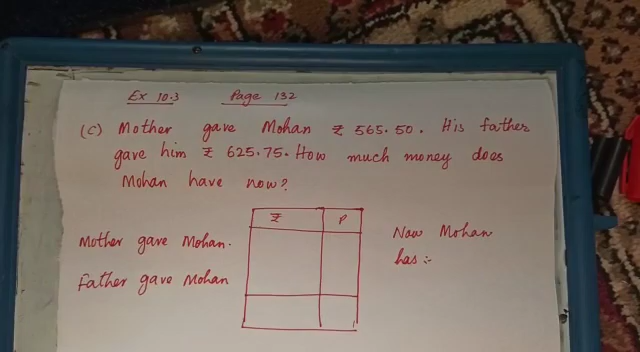 Ex 10.3 Page 132
(C) Mother gave Mohan ₹ 565.50. His father
gave him ₹ 625.75. How much money does
Mohan have now?
₹ P
Mother gave Mohan.
Father gave Mohan
Now Mohan
has :-